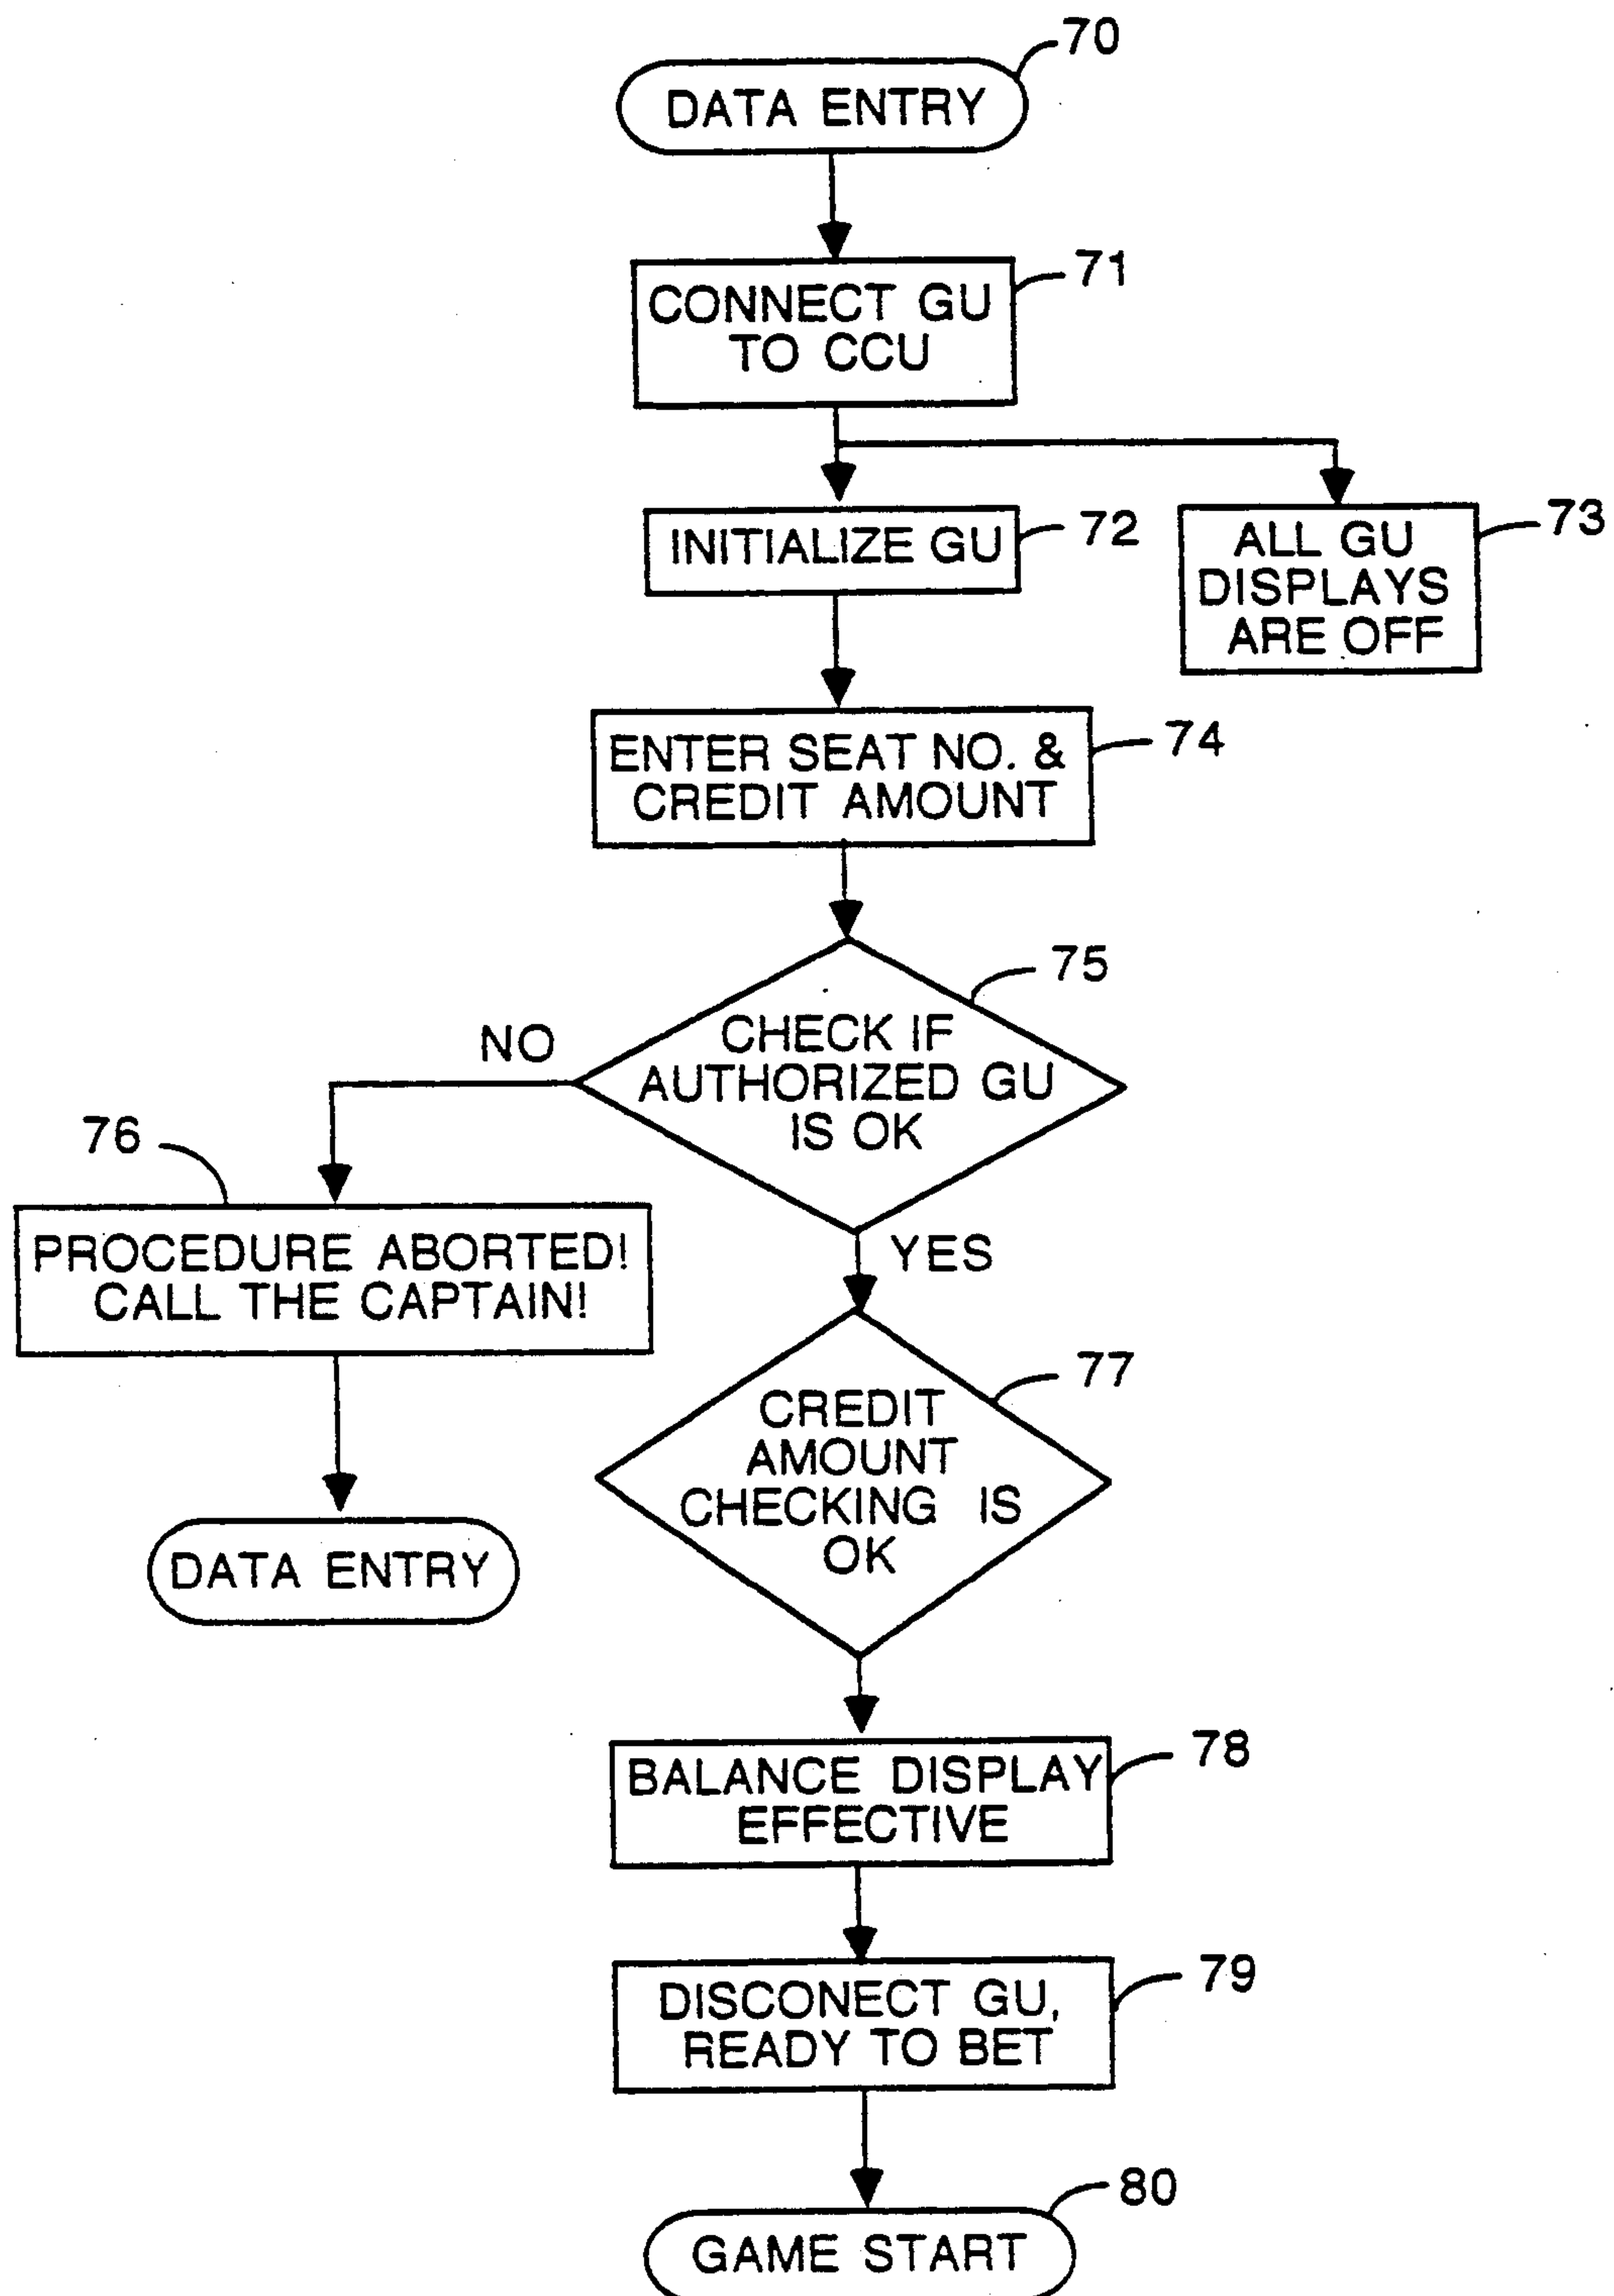 70
DATA ENTRY
71
CONNECT GU
TO CCU
INITIALIZE GU
72
ALL GU
DISPLAYS
ARE OFF
73
ENTER SEAT NO. &
CREDIT AMOUNT
74
75
CHECK IF
AUTHORIZED GU
IS OK
NO
YES
76
PROCEDURE ABORTED!
CALL THE CAPTAIN!
DATA ENTRY
77
CREDIT
AMOUNT
CHECKING IS
OK
78
BALANCE DISPLAY
EFFECTIVE
79
DISCONECT GU,
READY TO BET
80
GAME START